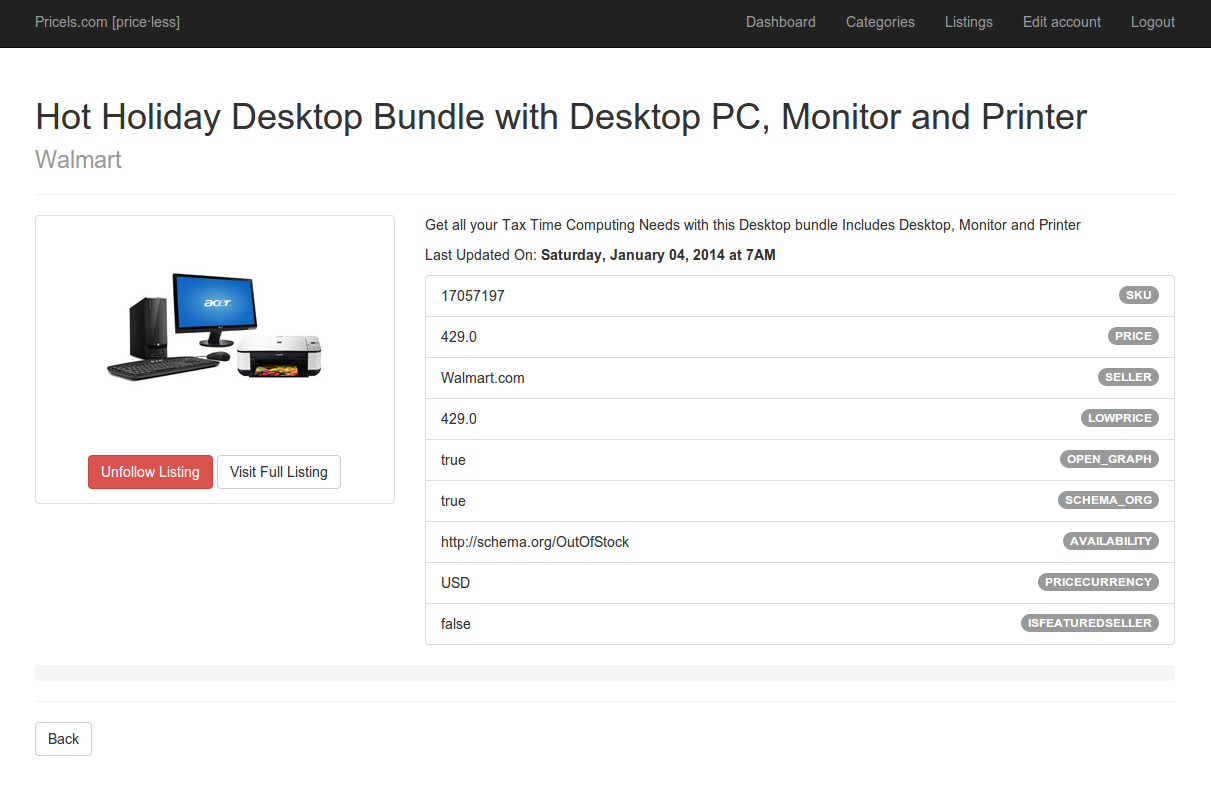 Pricels.com [price·less] Dashboard Categories Listings Edit account Logout
Hot Holiday Desktop Bundle with Desktop PC, Monitor and Printer
Walmart
acer
Unfollow Listing Visit Full Listing
Get all your Tax Time Computing Needs with this Desktop bundle Includes Desktop, Monitor and Printer
Last Updated On: Saturday, January 04, 2014 at 7AM
17057197 SKU
429.0 PRICE
Walmart.com SELLER
429.0 LOWPRICE
true OPEN_GRAPH
true SCHEMA_ORG
http://schema.org/OutOfStock AVAILABILITY
USD PRICECURRENCY
false ISFEATUREDSELLER
Back